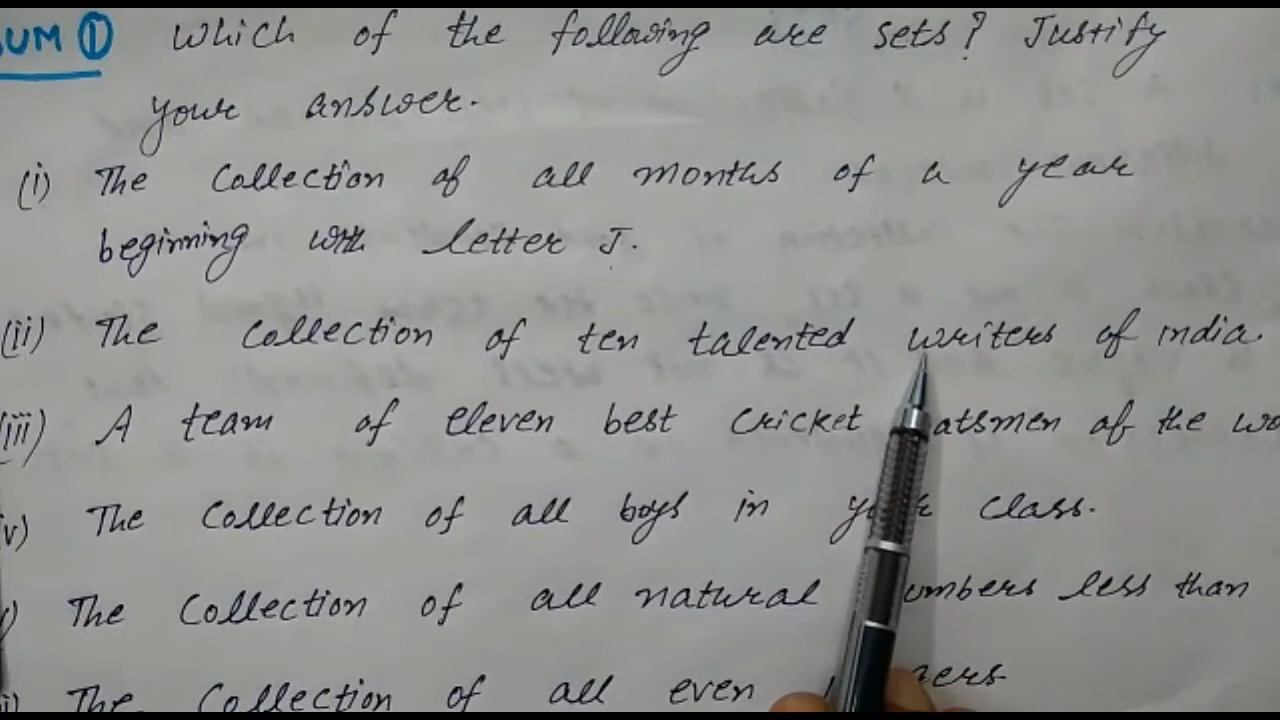 SUM ① Which of the following are sets? Justify
your answer.
(i) The Collection of all months of a year
beginning with letter J.
(ii) The Collection of ten talented writers of india.
(iii) A team of eleven best cricket atsmen of the wo
v) The Collection of all boys in class.
The Collection of all natural umbers less than
The Collection of all even